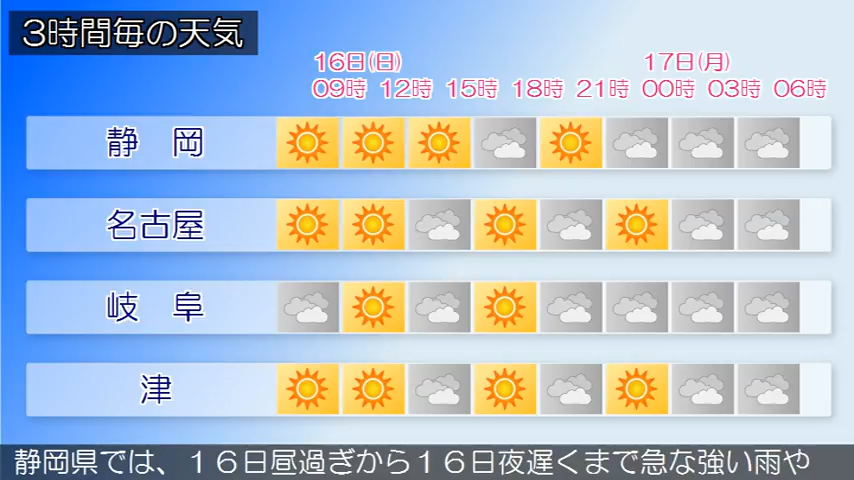 3時間毎の天気
16日(日) 17日(月)
09時 12時 15時 18時 21時 00時 03時 06時
静 岡
名古屋
岐 阜
津
静岡県では、１６日昼過ぎから１６日夜遅くまで急な強い雨や